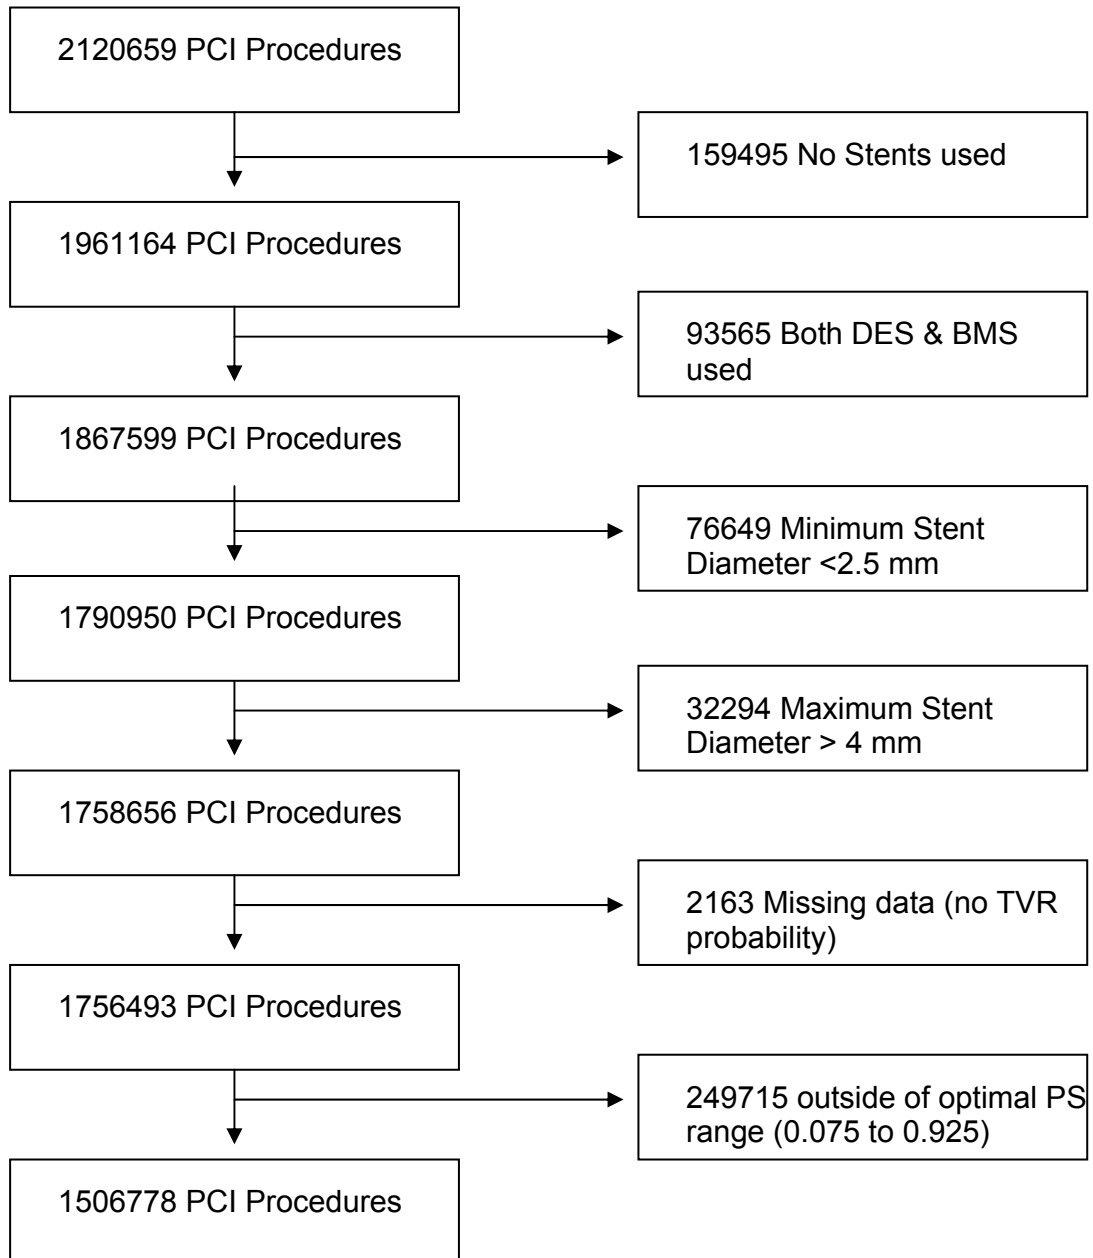 2120659 PCI Procedures
159495 No Stents used
1961164 PCI Procedures
93565 Both DES & BMS
used
1867599 PCI Procedures
76649 Minimum Stent
Diameter <2.5 mm
1790950 PCI Procedures
32294 Maximum Stent
Diameter > 4 mm
1758656 PCI Procedures
2163 Missing data (no TVR
probability)
1756493 PCI Procedures
249715 outside of optimal PS
range (0.075 to 0.925)
1506778 PCI Procedures